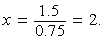 x = 1.5/0.75 = 2.